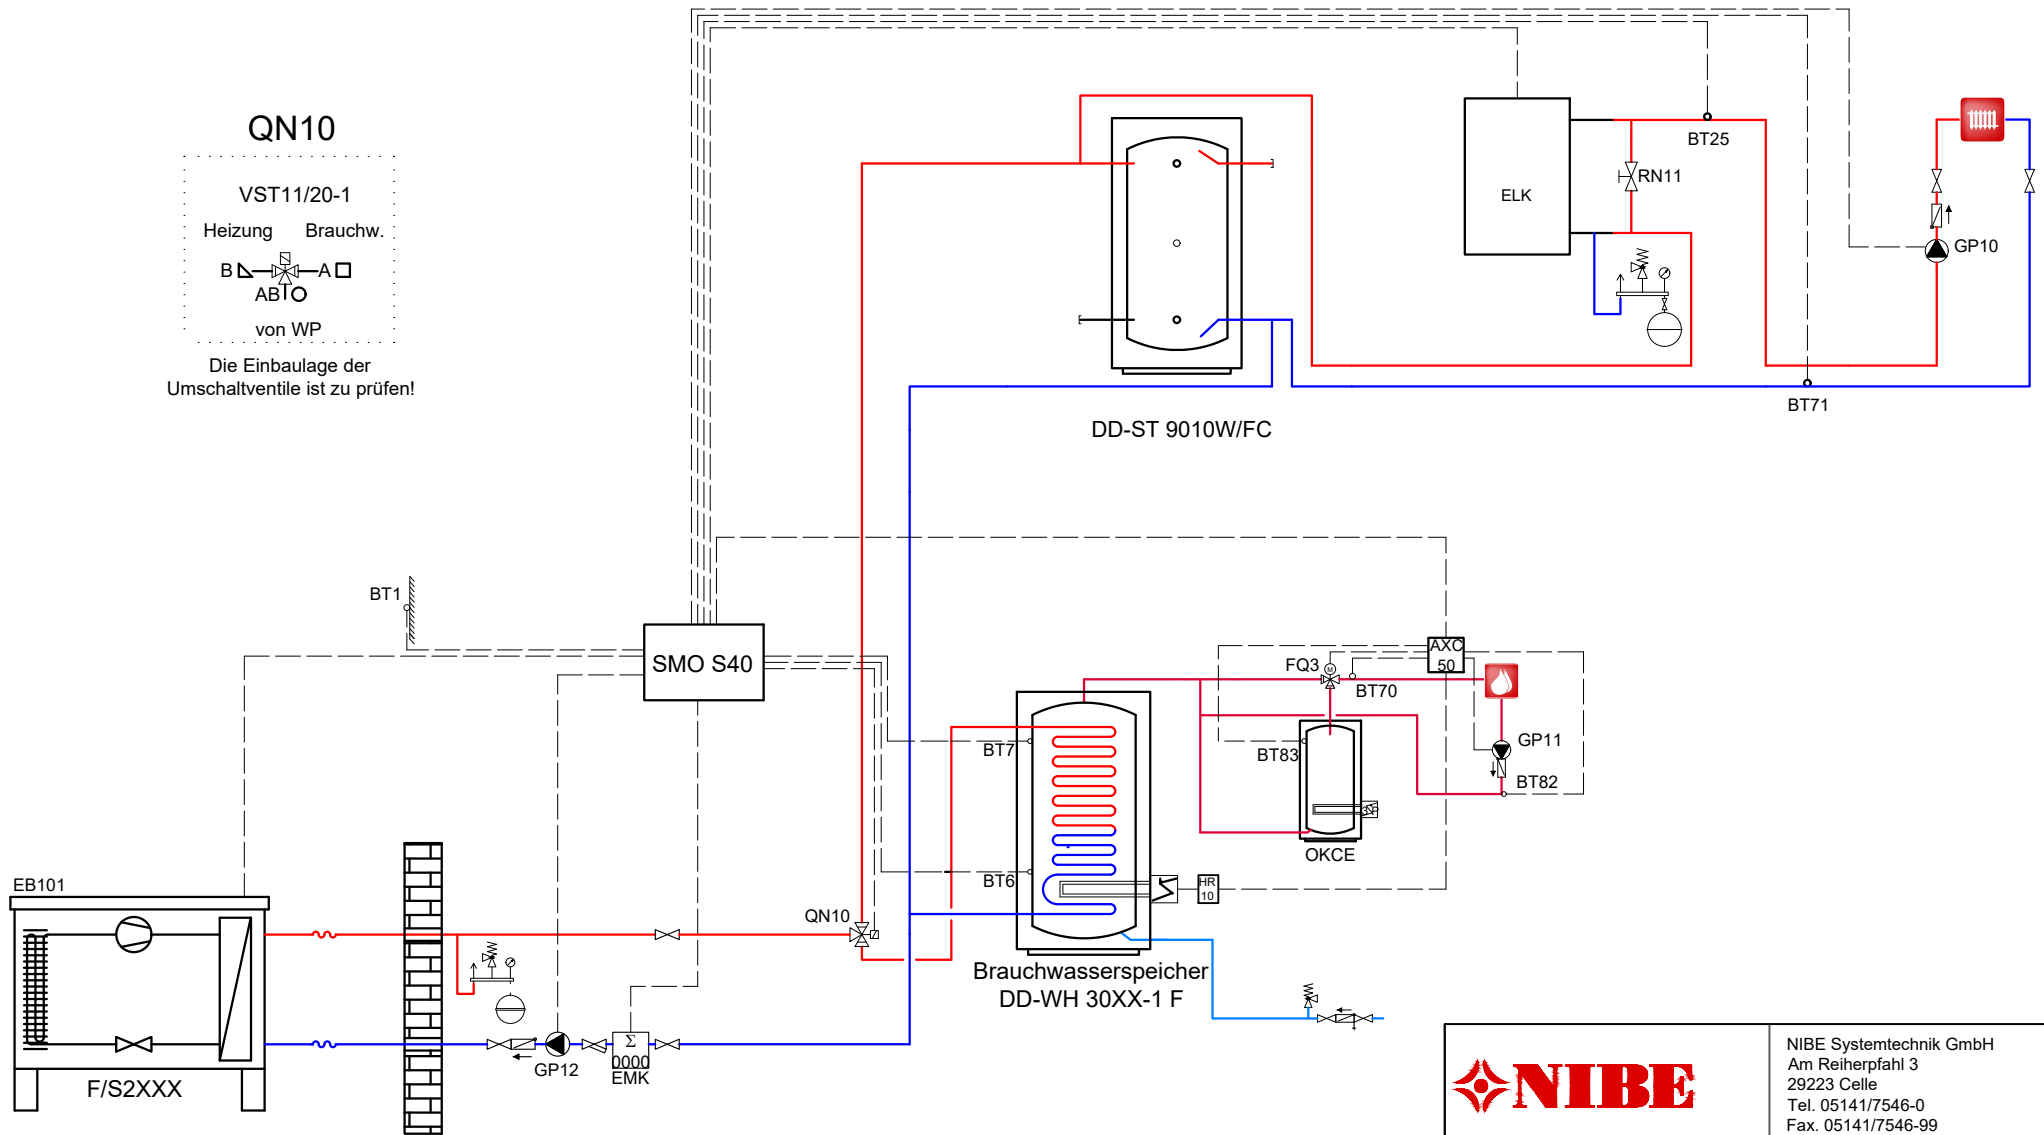 QN10
VST11/20-1
Heizung Brauchw.
B A
AB
von WP
Die Einbaulage der
Umschaltventile ist zu prüfen!
DD-ST 9010W/FC
ELK
BT25
RN11
GP10
BT71
BT1
SMO S40
FQ3
AXC
50
BT70
BT7
BT83
GP11
BT82
OKCE
BT6
HR
10
EB101
QN10
Brauchwasserspeicher
DD-WH 30XX-1 F
F/S2XXX
GP12
Σ
0000
EMK
M
NIBE
NIBE Systemtechnik GmbH
Am Reiherpfahl 3
29223 Celle
Tel. 05141/7546-0
Fax. 05141/7546-99